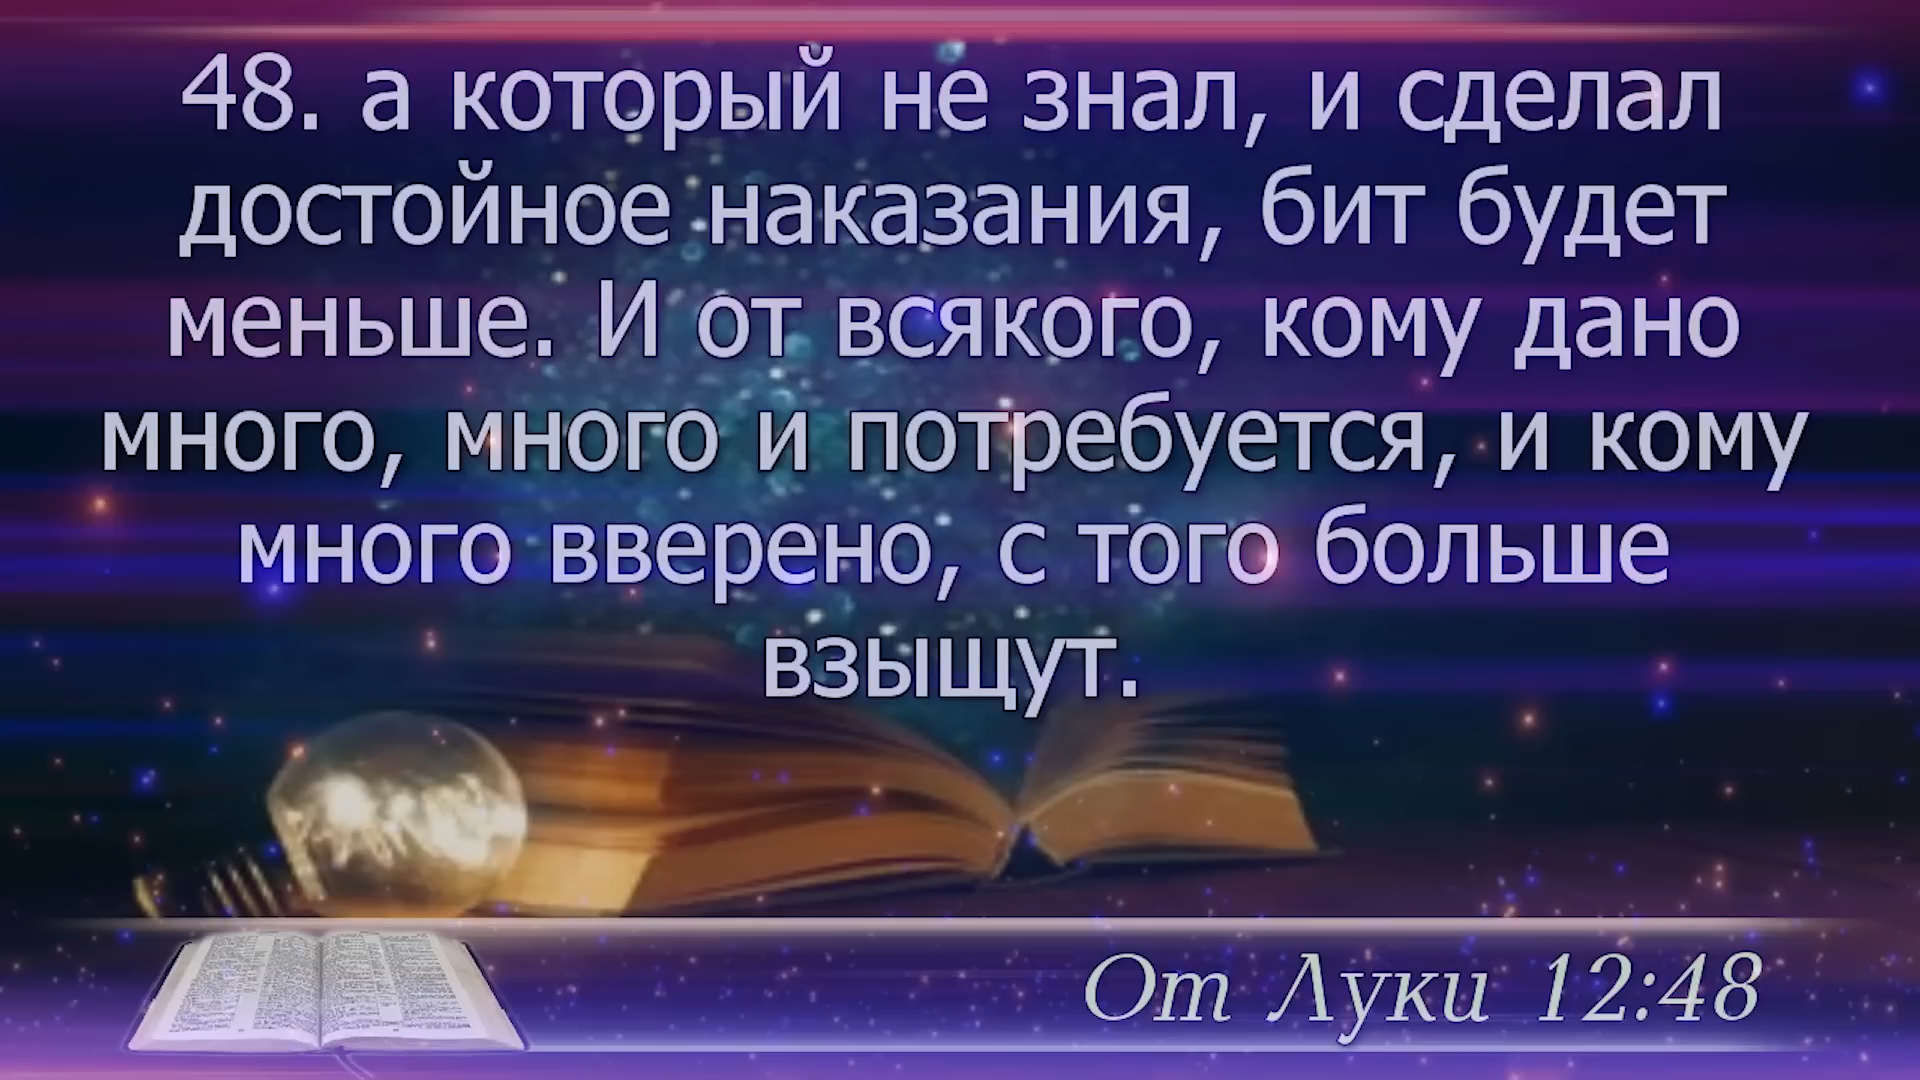 48. а который не знал, и сделал
достойное наказания, бит будет
меньше. И от всякого, кому дано
много, много и потребуется, и кому
много вверено, с того больше
взыщут.
От Луки 12:48